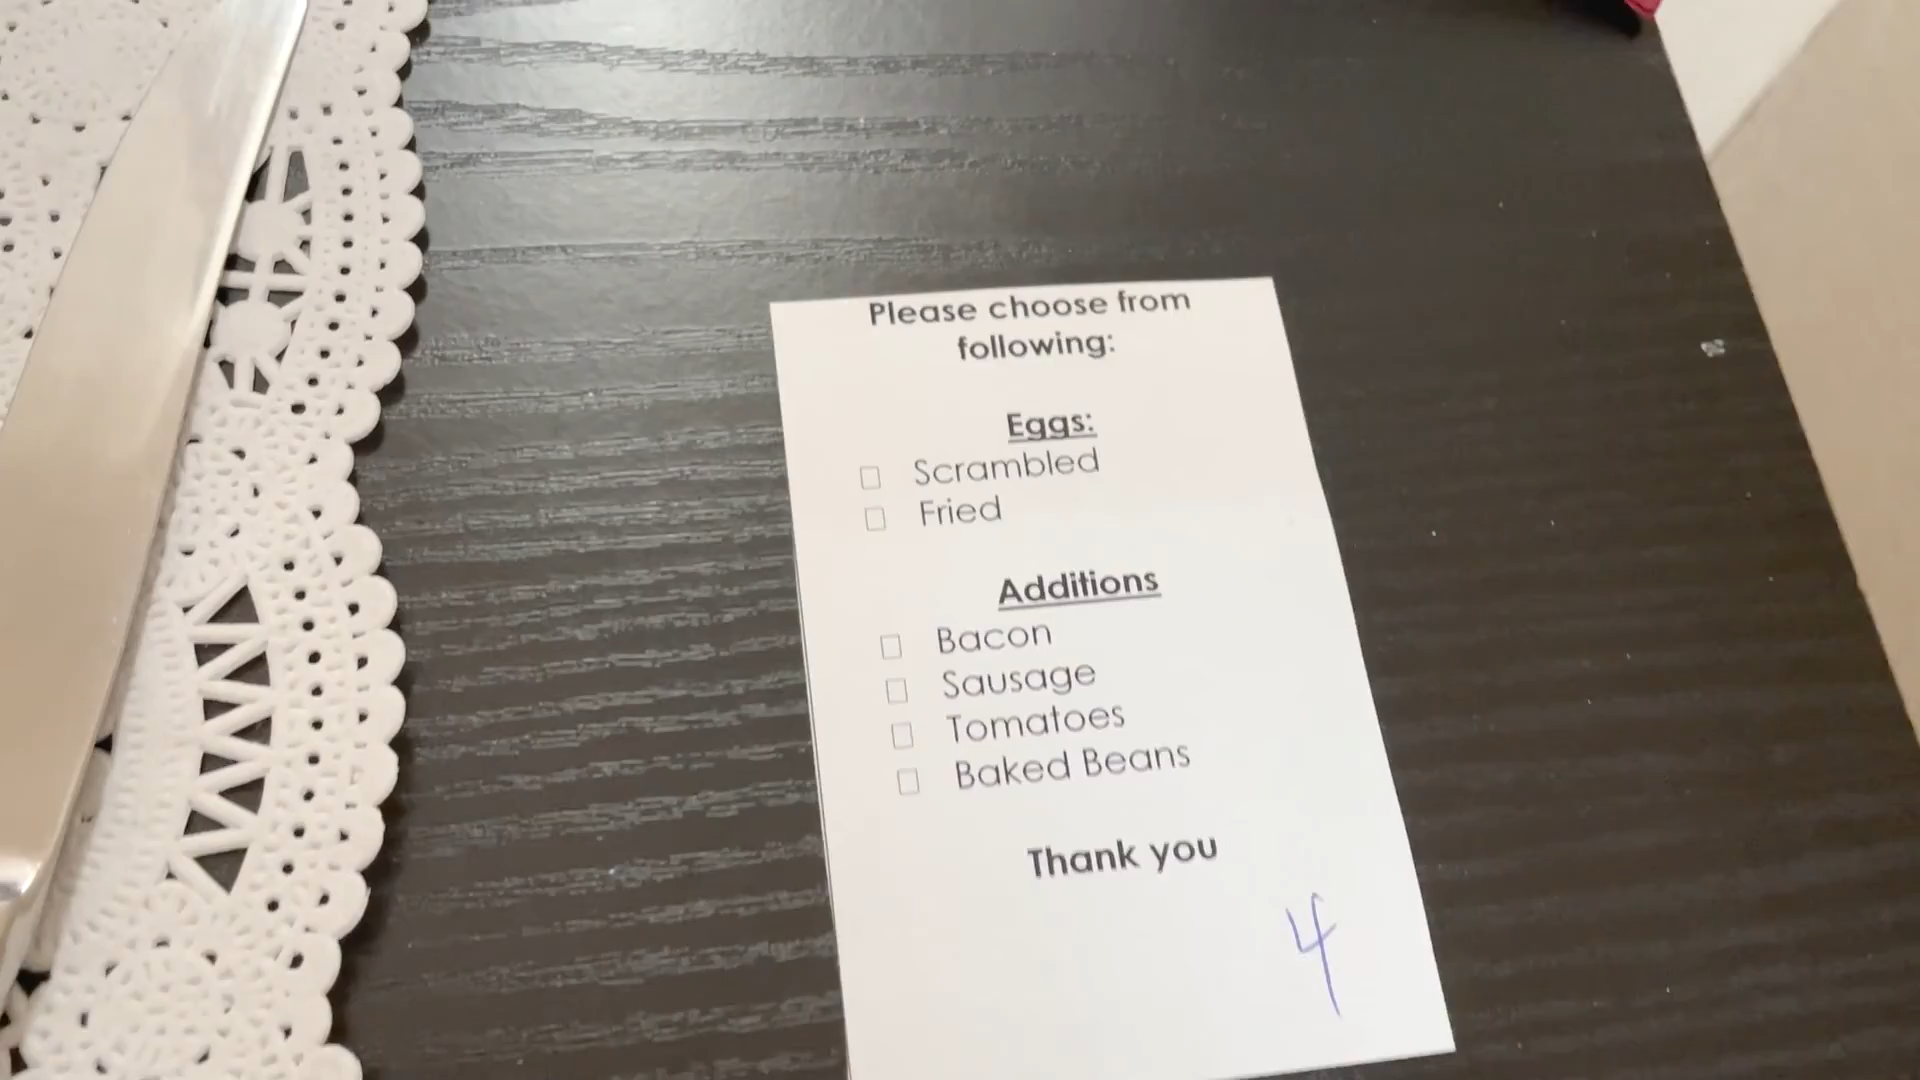 Please choose from
following:
Eggs:
□ Scrambled
□ Fried
Additions
□ Bacon
□ Sausage
□ Tomatoes
□ Baked Beans
Thank you
4